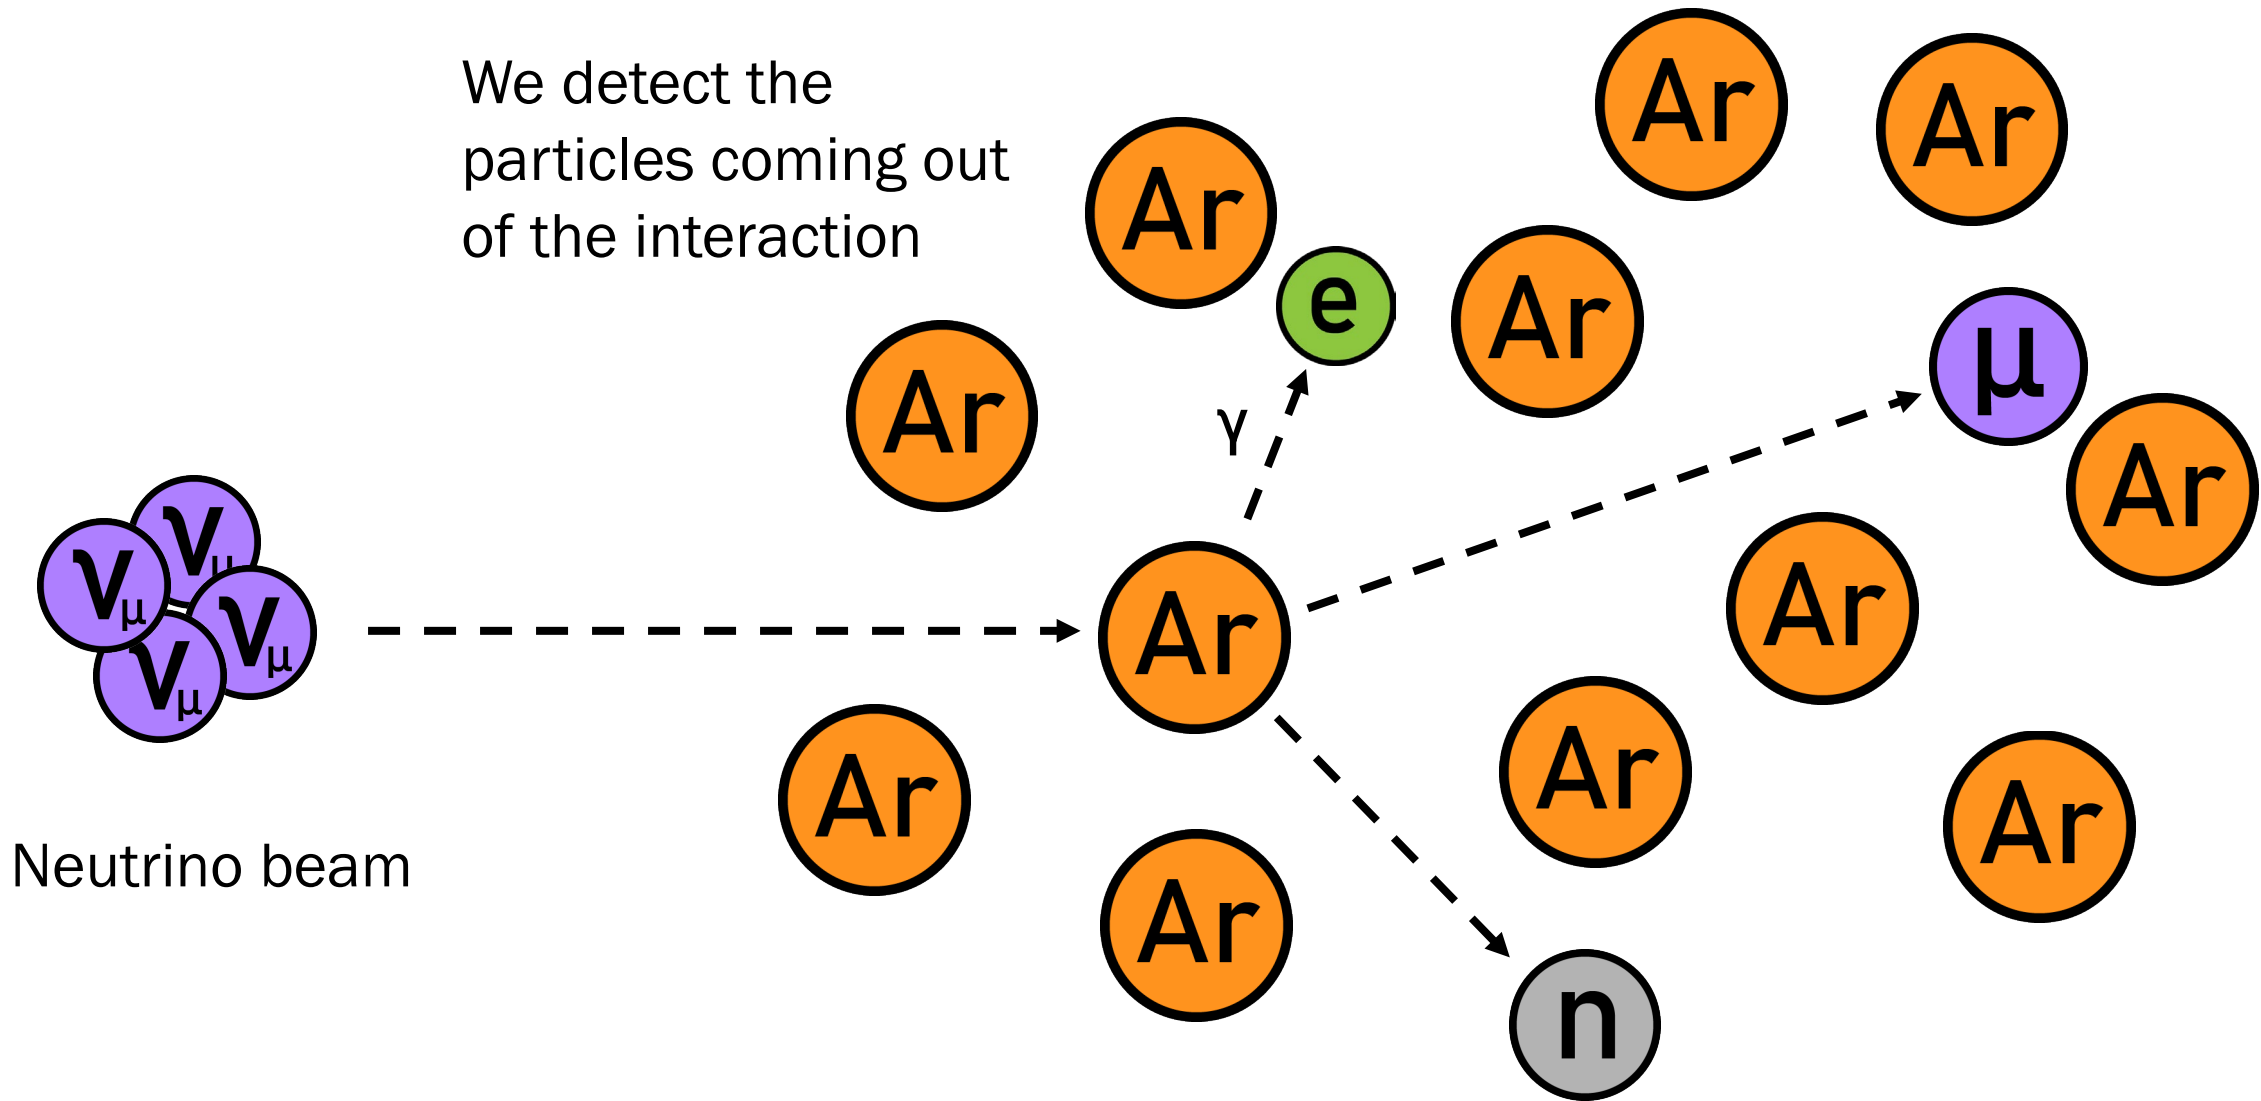 We detect the
particles coming out
of the interaction
Ar
Ar
Ar
Ar
e
Ar
μ
Ar
γ
Ar
νμ
νμ
νμ
νμ
Ar
Ar
Ar
Ar
Ar
Neutrino beam
Ar
n